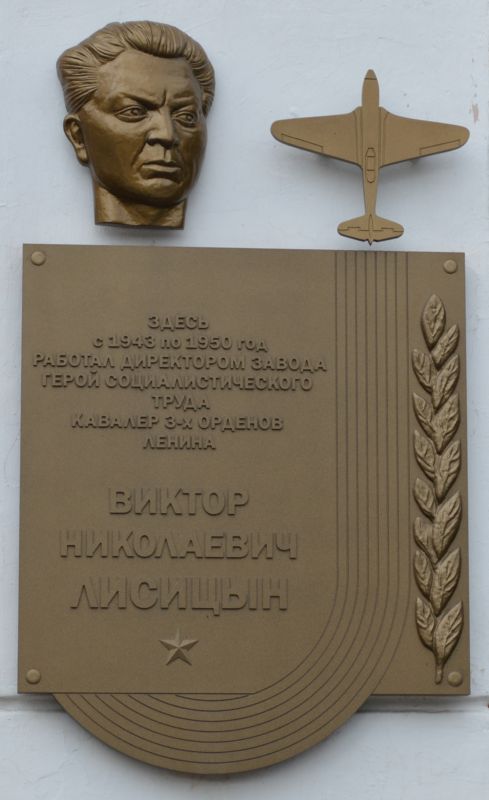 ЗДЕСЬ
с 1943 по 1950 год
РАБОТАЛ ДИРЕКТОРОМ ЗАВОДА
ГЕРОЙ СОЦИАЛИСТИЧЕСКОГО
ТРУДА
КАВАЛЕР 3-х ОРДЕНОВ
ЛЕНИНА
ВИКТОР
НИКОЛАЕВИЧ
ЛИСИЦЫН